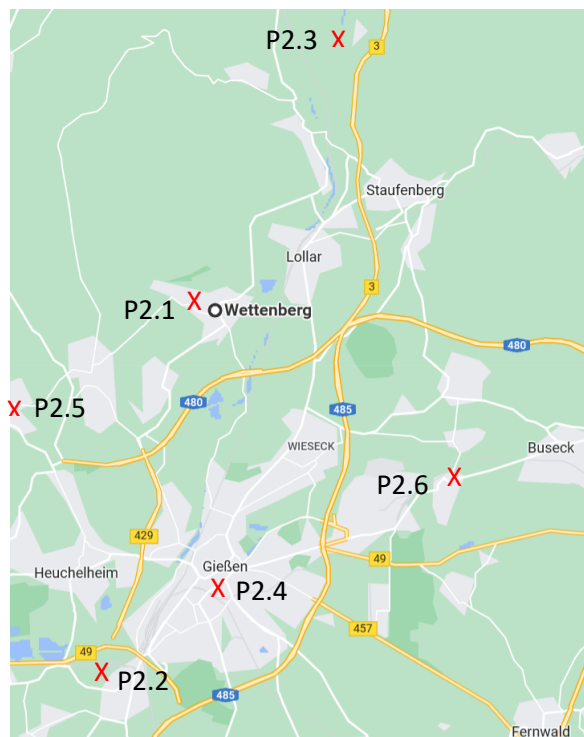 P2.3 X
3
Staufenberg
Lollar
3
P2.1 X
Wettenberg
480
480
X P2.5
485
WIESECK
Buseck
P2.6 X
429
49
Gießen
Heuchelheim
X P2.4
457
49
X P2.2
485
Fernwald